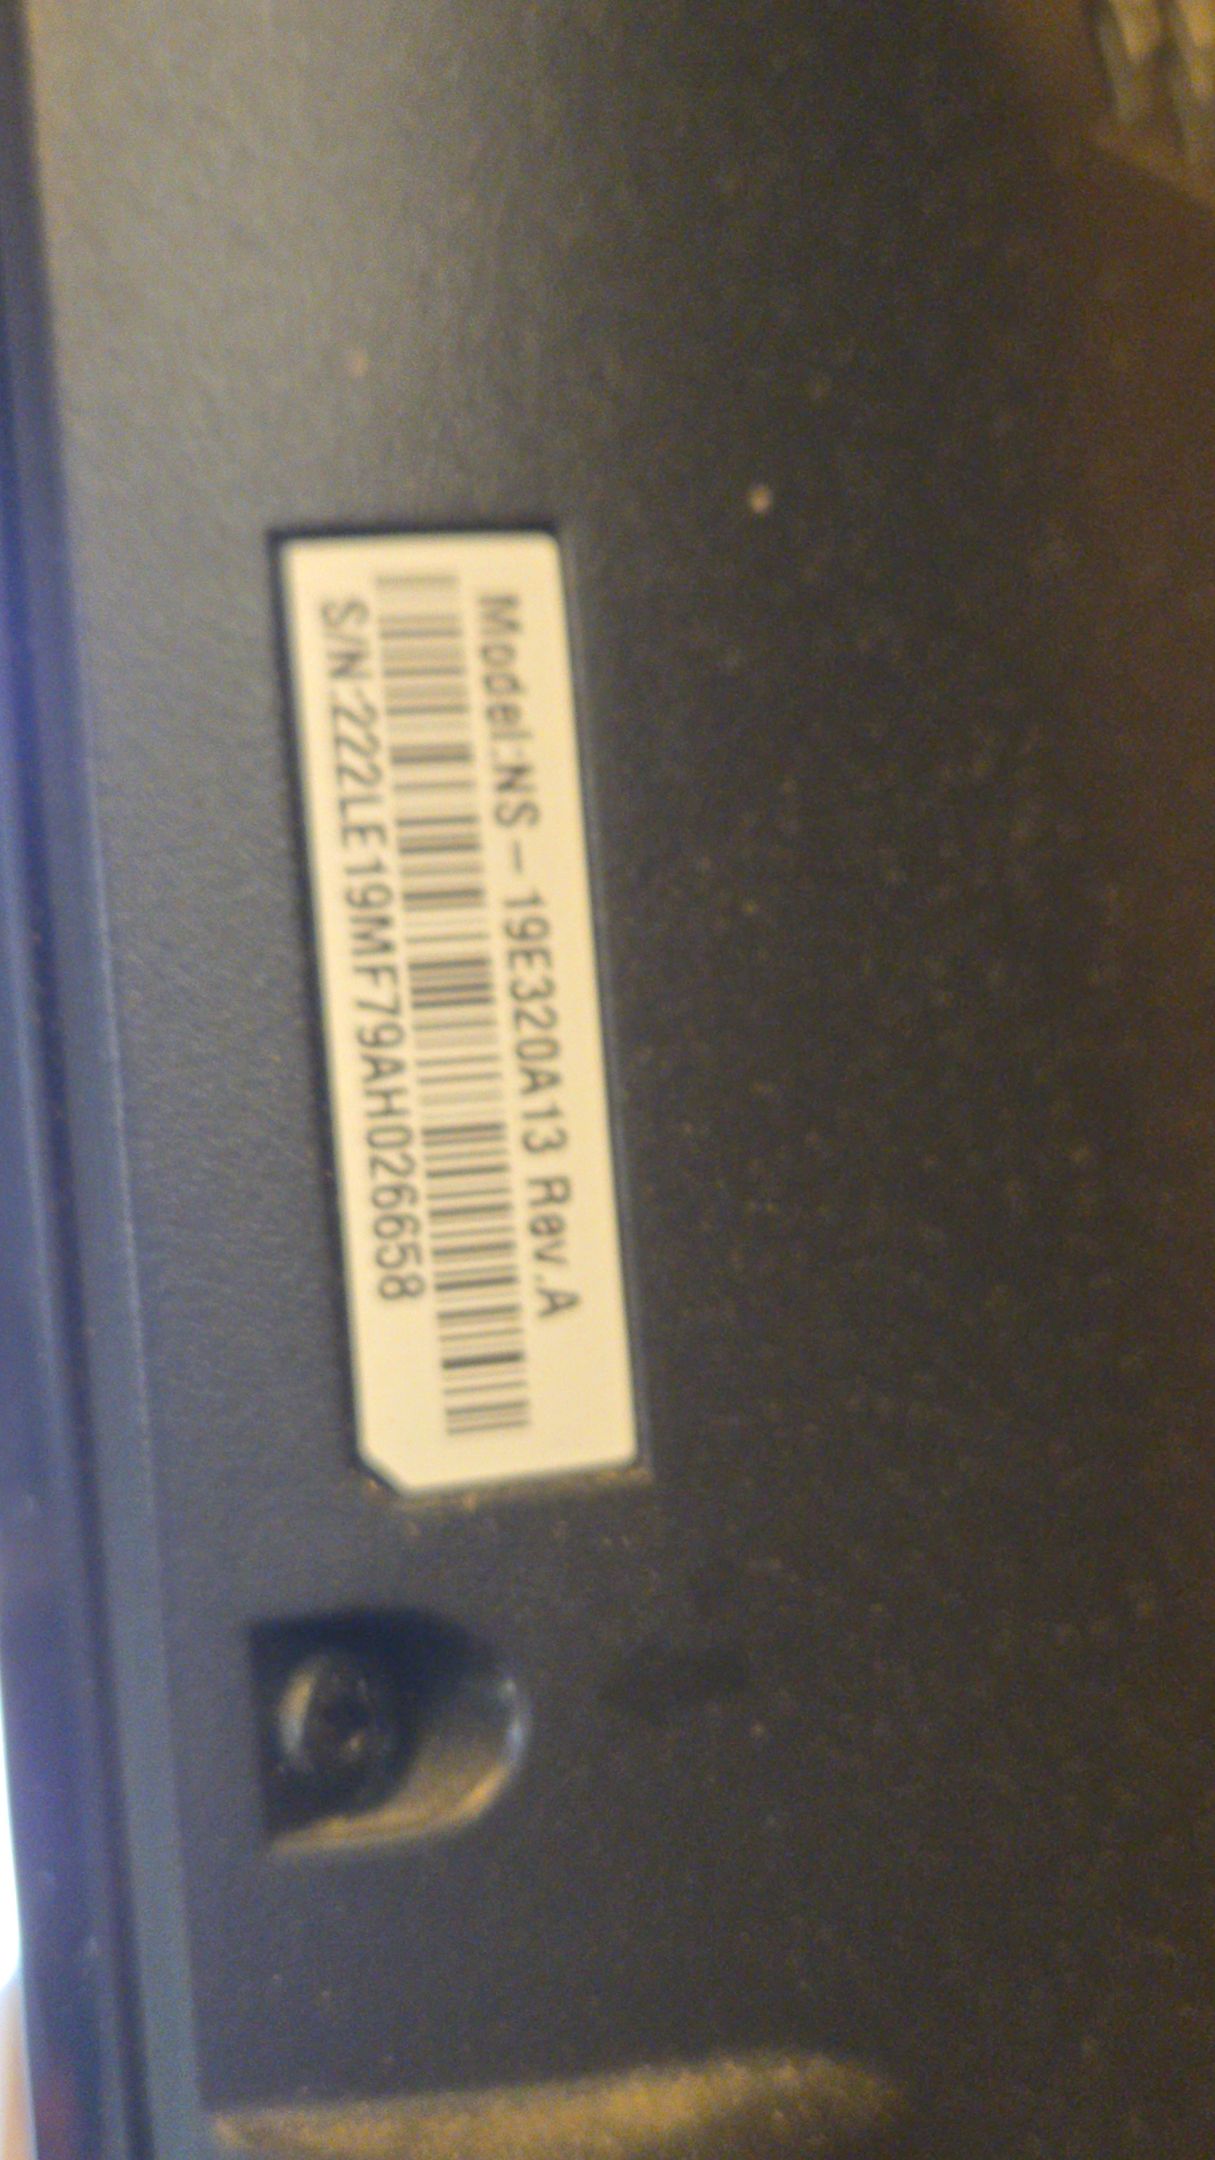 Model:NS-19E320A13 Rev.A
S/N:222LE19MF79AH026658